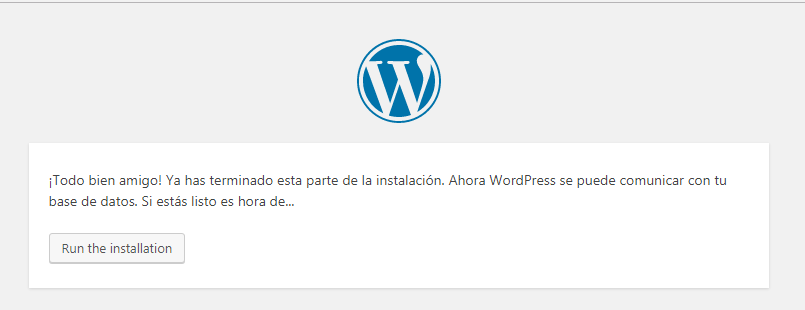 ¡Todo bien amigo! Ya has terminado esta parte de la instalación. Ahora WordPress se puede comunicar con tu
base de datos. Si estás listo es hora de...
Run the installation